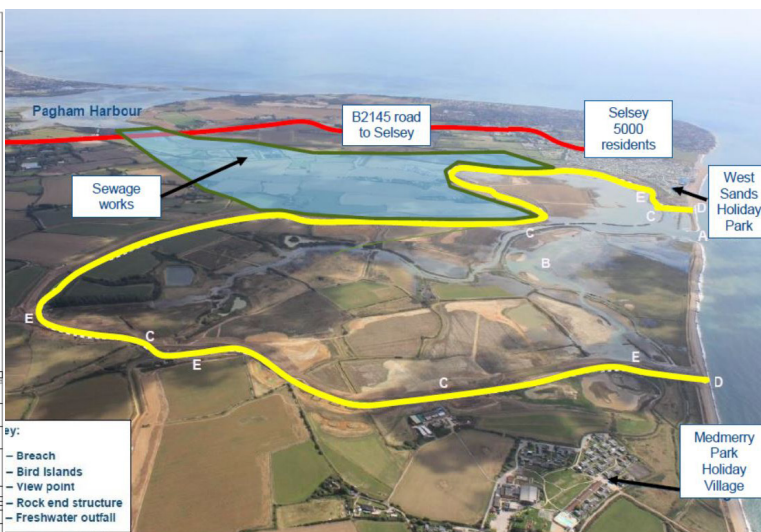 Pagham Harbour
B2145 road
to Selsey
Selsey
5000
residents
Sewage
works
West
Sands
Holiday
Park
E
C
D
A
C
B
E
C
E
C
E
D
ey:
– Breach
– Bird Islands
– View point
– Rock end structure
– Freshwater outfall
Medmerry
Park
Holiday
Village